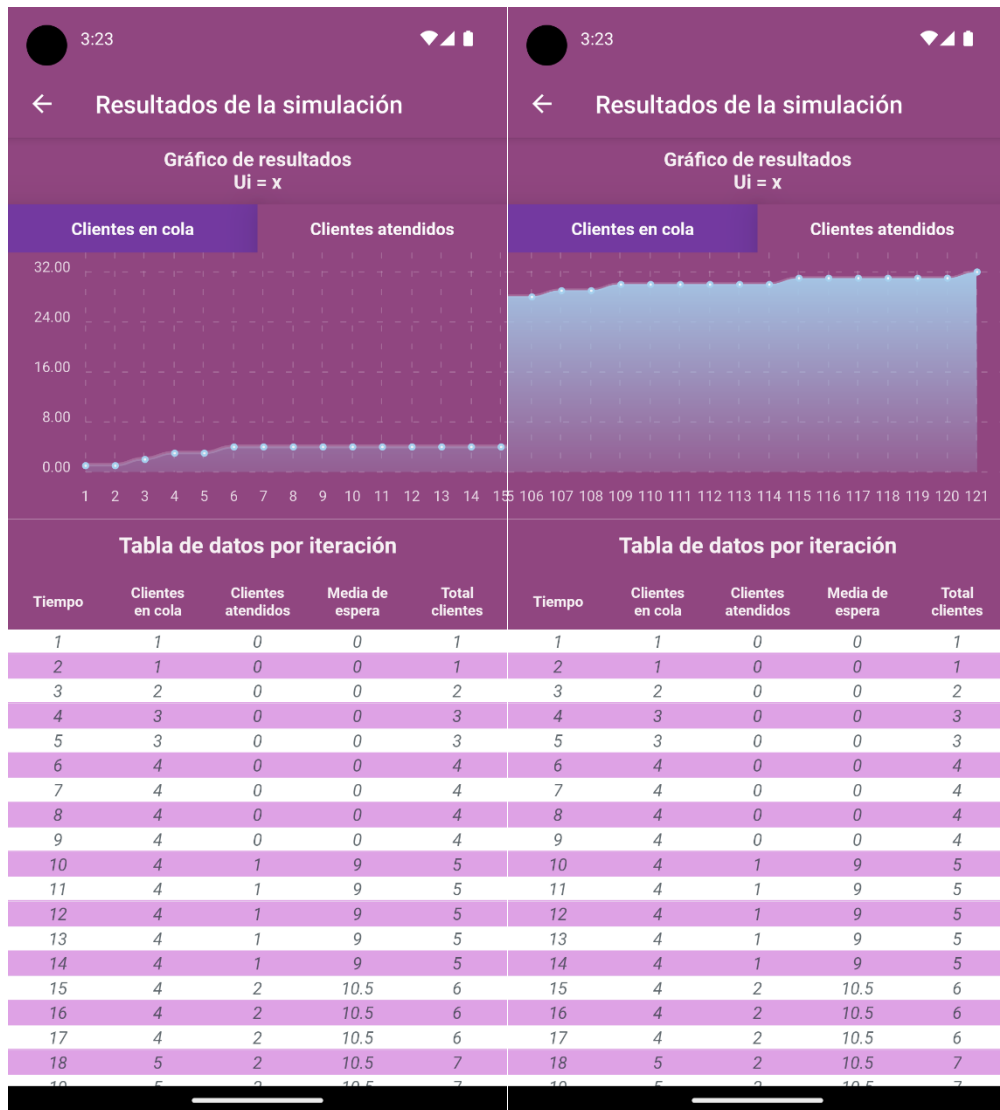 3:23
Resultados de la simulación
Gráfico de resultados
Ui = x
Clientes en cola Clientes atendidos
32.00
24.00
16.00
8.00
0.00
1 2 3 4 5 6 7 8 9 10 11 12 13 14 15
Tabla de datos por iteración
Tiempo Clientes en cola Clientes atendidos Media de espera Total clientes
1 1 0 0 1
2 1 0 0 1
3 2 0 0 2
4 3 0 0 3
5 3 0 0 3
6 4 0 0 4
7 4 0 0 4
8 4 0 0 4
9 4 0 0 4
10 4 1 9 5
11 4 1 9 5
12 4 1 9 5
13 4 1 9 5
14 4 1 9 5
15 4 2 10.5 6
16 4 2 10.5 6
17 4 2 10.5 6
18 5 2 10.5 7
19 5 2 10.5 7
3:23
Resultados de la simulación
Gráfico de resultados
Ui = x
Clientes en cola Clientes atendidos
106 107 108 109 110 111 112 113 114 115 116 117 118 119 120 121
Tabla de datos por iteración
Tiempo Clientes en cola Clientes atendidos Media de espera Total clientes
1 1 0 0 1
2 1 0 0 1
3 2 0 0 2
4 3 0 0 3
5 3 0 0 3
6 4 0 0 4
7 4 0 0 4
8 4 0 0 4
9 4 0 0 4
10 4 1 9 5
11 4 1 9 5
12 4 1 9 5
13 4 1 9 5
14 4 1 9 5
15 4 2 10.5 6
16 4 2 10.5 6
17 4 2 10.5 6
18 5 2 10.5 7
19 5 2 10.5 7